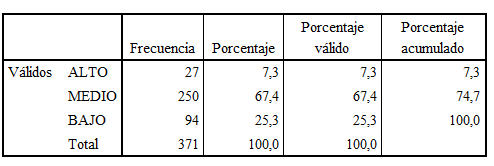 Frecuencia Porcentaje Porcentaje válido Porcentaje acumulado
Válidos ALTO 27 7,3 7,3 7,3
MEDIO 250 67,4 67,4 74,7
BAJO 94 25,3 25,3 100,0
Total 371 100,0 100,0